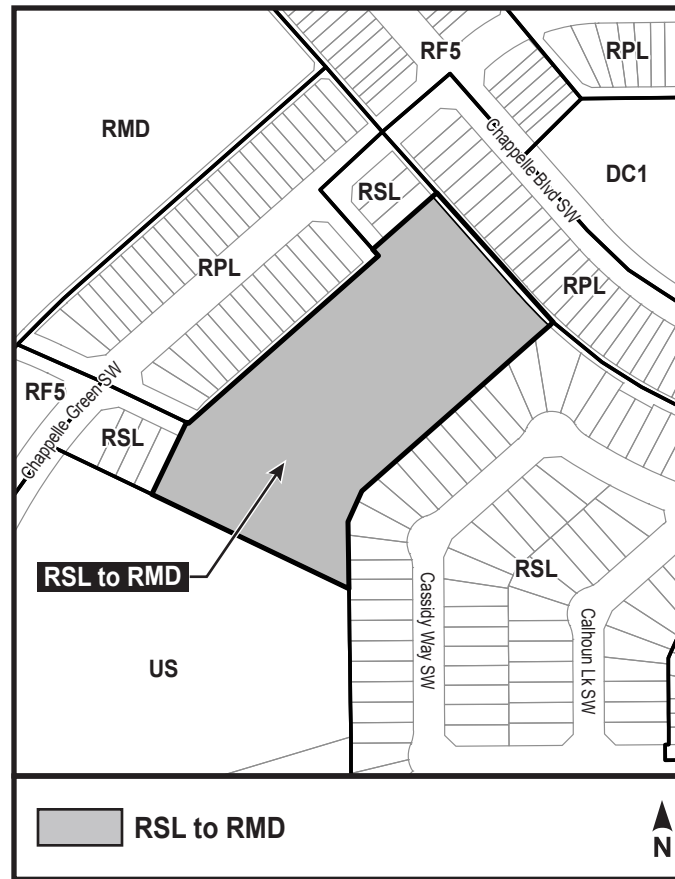 RF5
RPL
RMD
Chappelle Blvd SW
DC1
RSL
RPL
RPL
RF5
Chappelle Green SW
RSL
RSL to RMD
RSL
Cassidy Way SW
Calhoun Lk SW
US
RSL to RMD
N